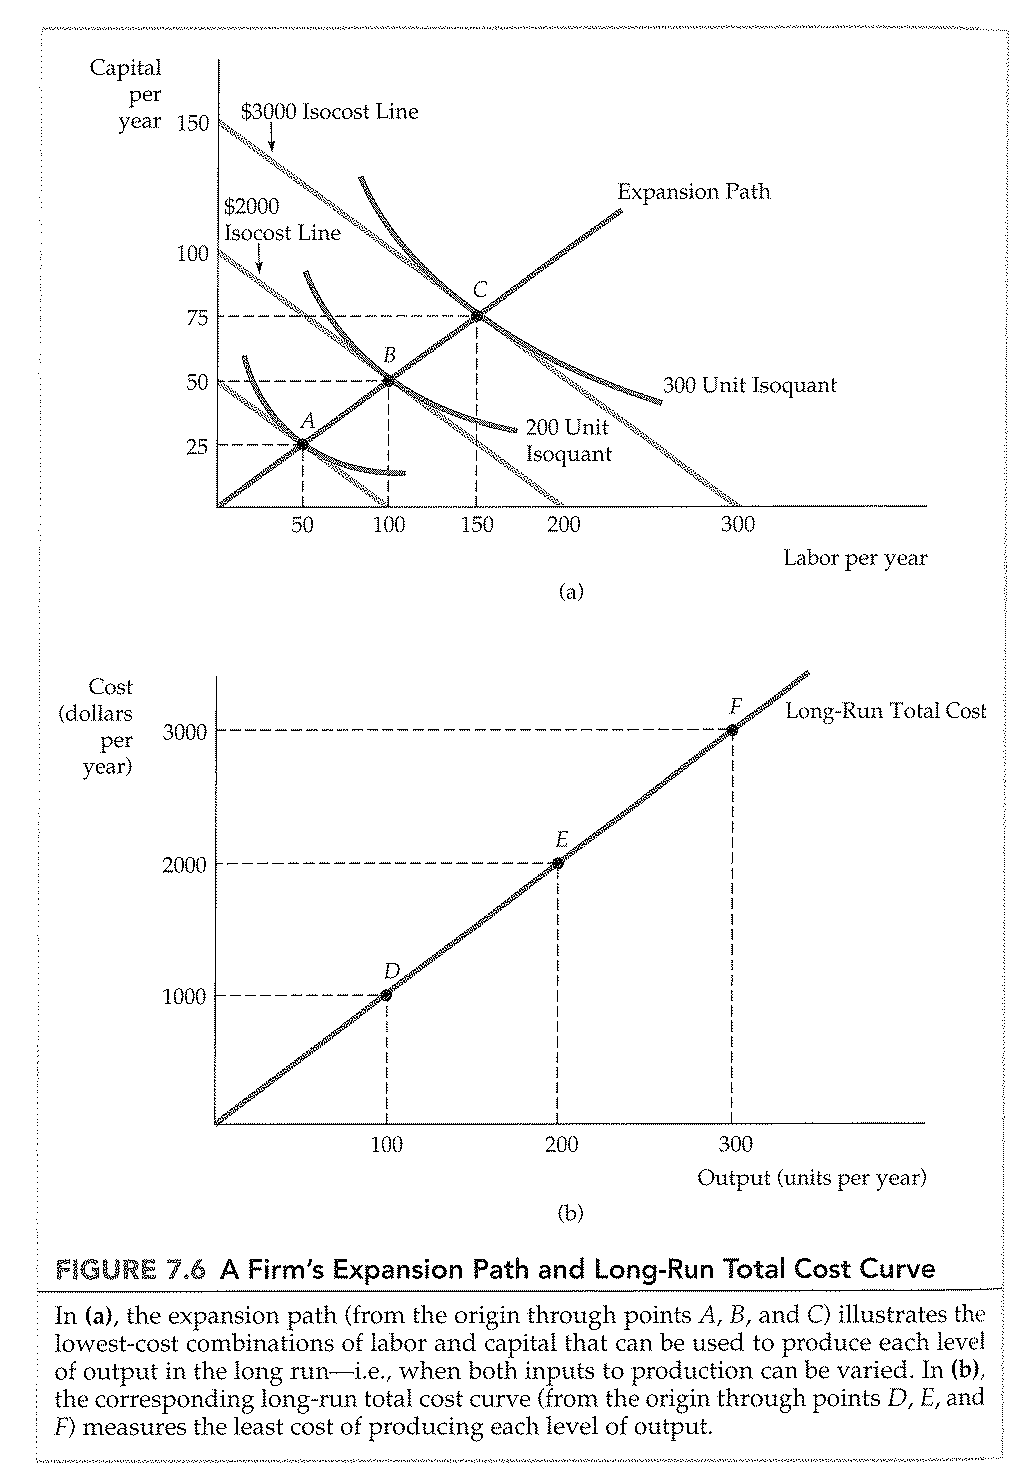 Capital
per
year
150
$3000 Isocost Line
Expansion Path
$2000
Isocost Line
100
C
75
B
50
300 Unit Isoquant
A
200 Unit
Isoquant
25
50
100
150
200
300
Labor per year
(a)
Cost
(dollars
per
year)
F
Long-Run Total Cost
3000
E
2000
D
1000
100
200
300
Output (units per year)
(b)
FIGURE 7.6 A Firm's Expansion Path and Long-Run Total Cost Curve
In (a), the expansion path (from the origin through points A, B, and C) illustrates the
lowest-cost combinations of labor and capital that can be used to produce each level
of output in the long run—i.e., when both inputs to production can be varied. In (b),
the corresponding long-run total cost curve (from the origin through points D, E, and
F) measures the least cost of producing each level of output.